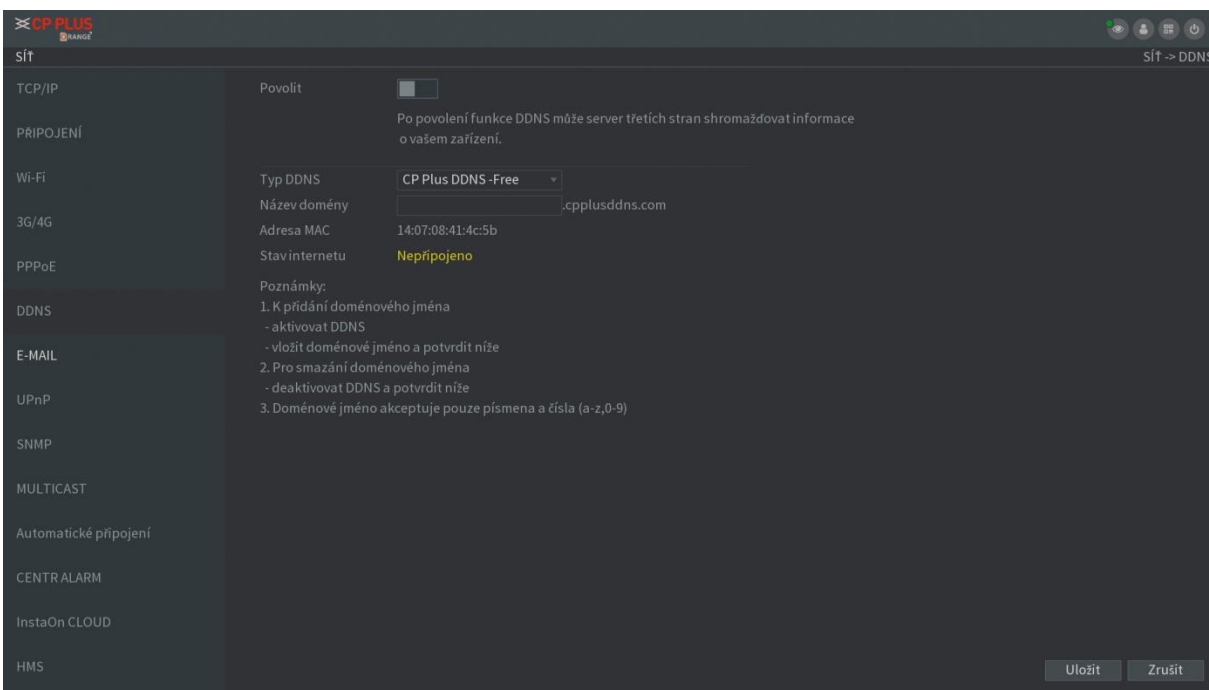 CP PLUS
ORANGE
SÍŤ
SÍŤ -> DDNS
TCP/IP
PŘIPOJENÍ
Wi-Fi
3G/4G
PPPoE
DDNS
E-MAIL
UPnP
SNMP
MULTICAST
Automatické připojení
CENTR ALARM
InstaOn CLOUD
HMS
Povolit
Po povolení funkce DDNS může server třetích stran shromažďovat informace
o vašem zařízení.
Typ DDNS CP Plus DDNS -Free
Název domény .cpplusddns.com
Adresa MAC 14:07:08:41:4c:5b
Stav internetu Nepřipojeno
Poznámky:
1. K přidání doménového jména
- aktivovat DDNS
- vložit doménové jméno a potvrdit níže
2. Pro smazání doménového jména
- deaktivovat DDNS a potvrdit níže
3. Doménové jméno akceptuje pouze písmena a čísla (a-z,0-9)
Uložit Zrušit